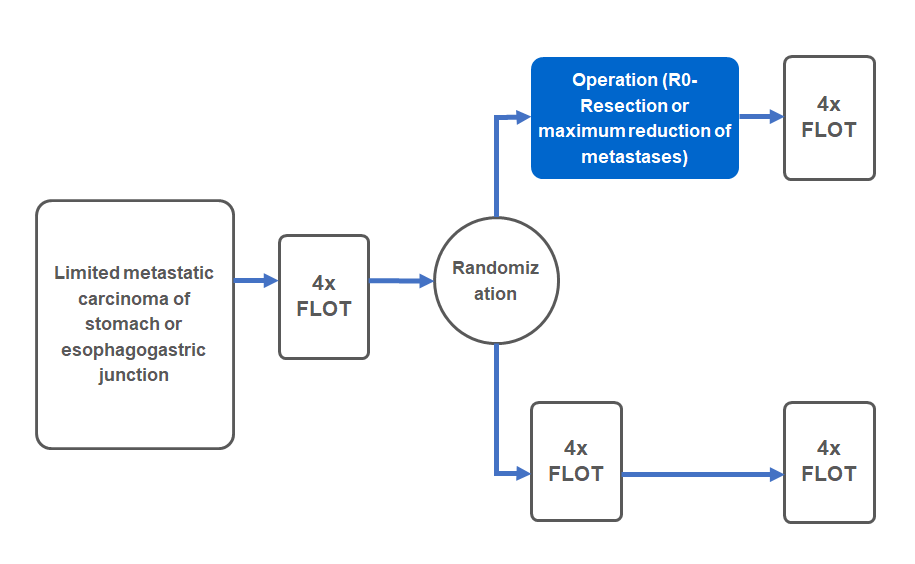 Limited metastatic
carcinoma of
stomach or
esophagogastric
junction
4x
FLOT
Randomiz
ation
Operation (R0-
Resection or
maximum reduction of
metastases)
4x
FLOT
4x
FLOT
4x
FLOT